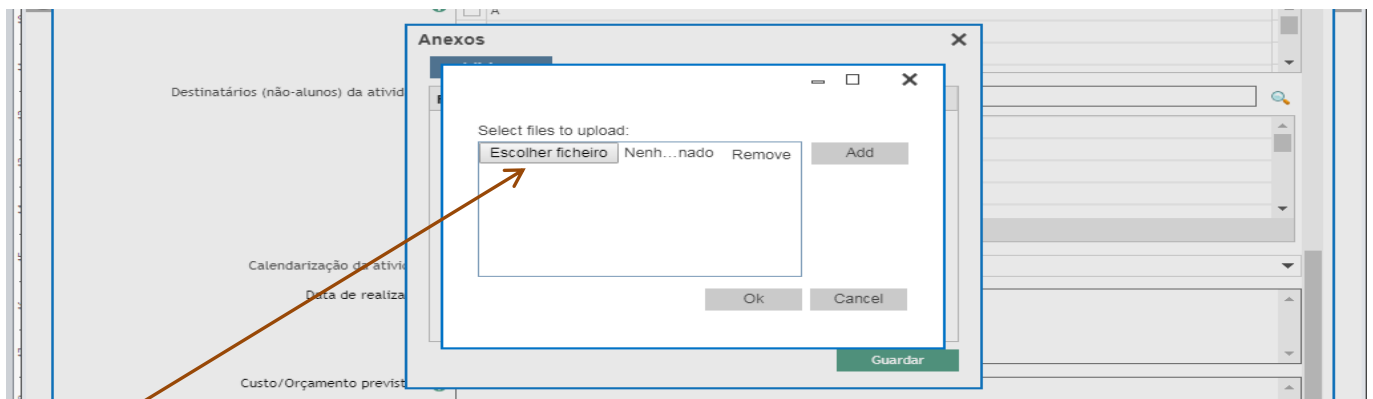 A
Anexos
Destinatários (não-alunos) da ativid
Select files to upload:
Escolher ficheiro Nenh...nado Remove Add
Calendarização da ativi
Data de realiza
Ok Cancel
Guardar
Custo/Orçamento previst